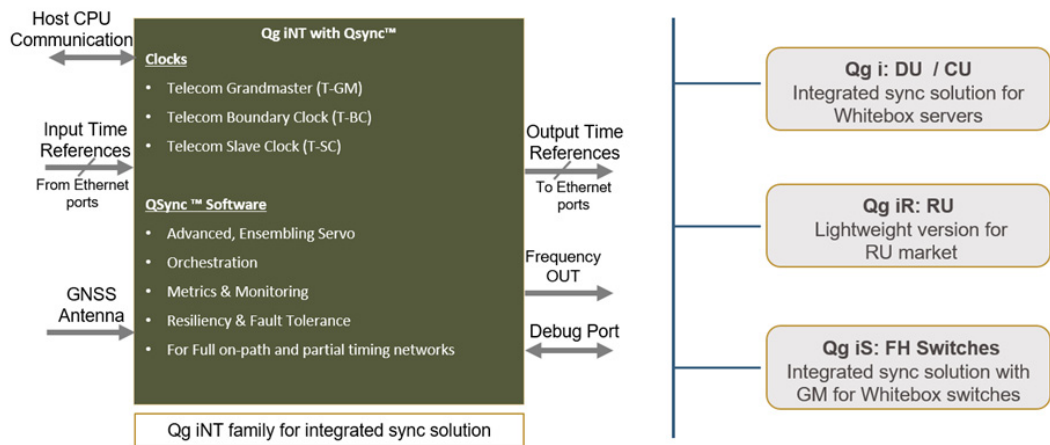 Host CPU
Communication
Input Time
References
From Ethernet
ports
GNSS
Antenna
Qg iNT with Qsync™
Clocks
• Telecom Grandmaster (T-GM)
• Telecom Boundary Clock (T-BC)
• Telecom Slave Clock (T-SC)
QSync ™ Software
• Advanced, Ensembling Servo
• Orchestration
• Metrics & Monitoring
• Resiliency & Fault Tolerance
• For Full on-path and partial timing networks
Qg iNT family for integrated sync solution
Output Time
References
To Ethernet
ports
Frequency
OUT
Debug Port
Qg i: DU / CU
Integrated sync solution for
Whitebox servers
Qg iR: RU
Lightweight version for
RU market
Qg iS: FH Switches
Integrated sync solution with
GM for Whitebox switches